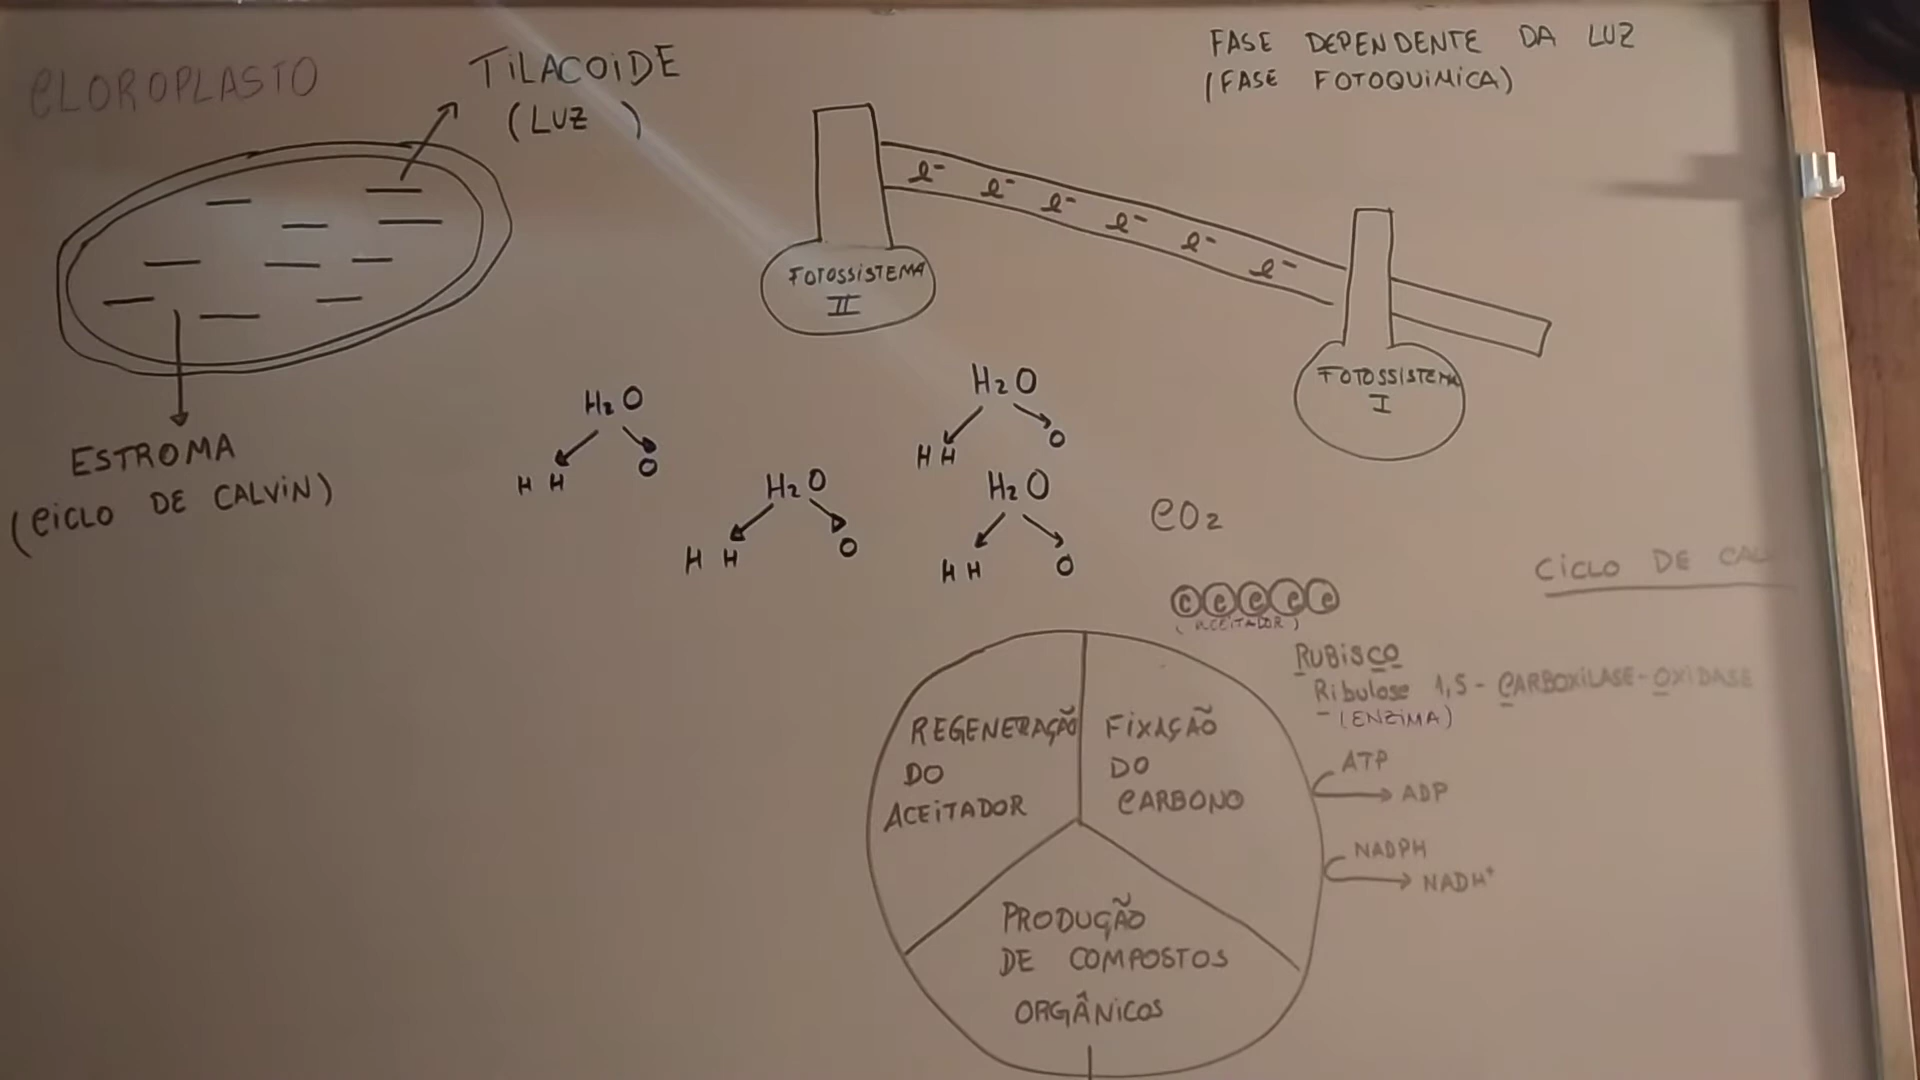 CLOROPLASTO
TiLACOiDE
(LUZ )
ESTROMA
(CiCLO DE CALViN)
FASE DEPENDENTE DA LUZ
(FASE FOTOQUiMiCA)
e- e- e- e- e- e-
FOTOSSiSTEMA
II
FOTOSSiSTEMA
I
H2O
H H O
H2O
H H O
H2O
H H O
H2O
H H O
CO2
CiCLO DE CAL
C C C C C
(ACEiTADOR)
RUBiSCO
Ribulose 1,5-CARBOXiLASE-OXiDASE
(ENZiMA)
ATP
ADP
NADPH
NADH+
REGENERAÇÃO
DO
ACEiTADOR
FiXAÇÃO
DO
CARBONO
PRODUÇÃO
DE COMPOSTOS
ORGÂNiCOS